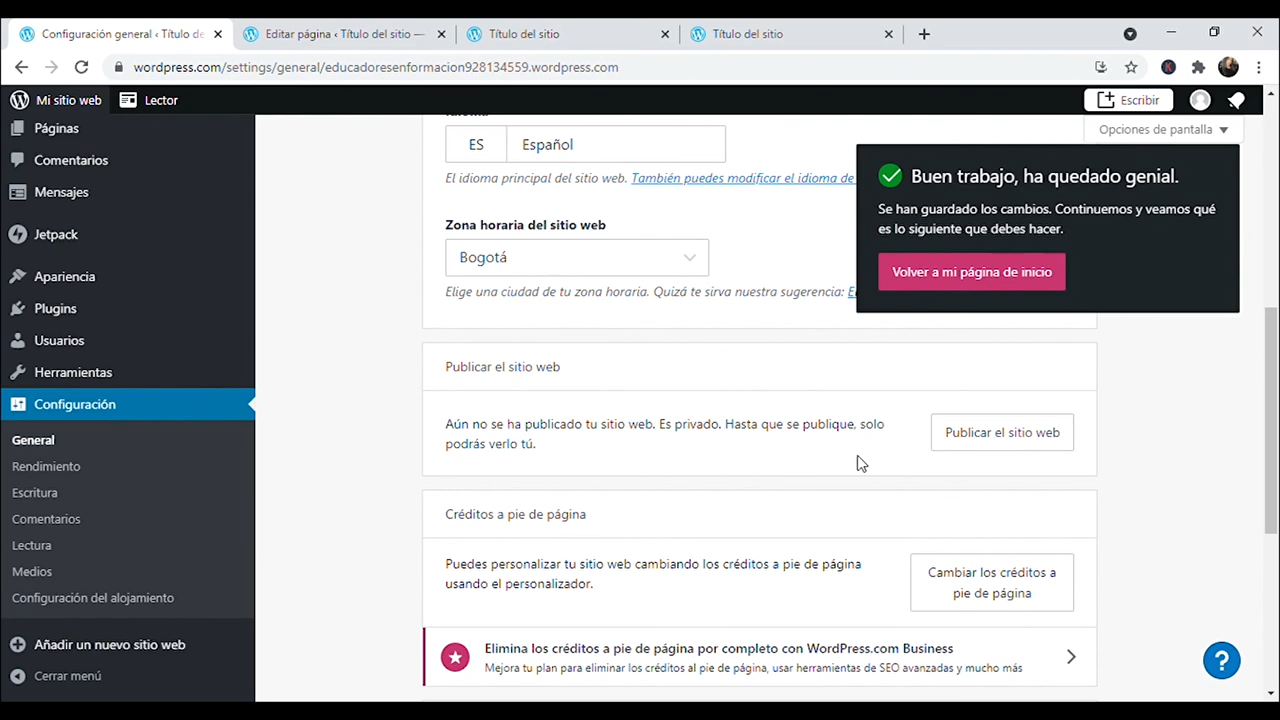 Configuración general ‹ Título de
Editar página ‹ Título del sitio —
Título del sitio
Título del sitio
wordpress.com/settings/general/educadoresenformacion928134559.wordpress.com
Mi sitio web
Lector
Escribir
Páginas
Comentarios
Mensajes
Jetpack
Apariencia
Plugins
Usuarios
Herramientas
Configuración
General
Rendimiento
Escritura
Comentarios
Lectura
Medios
Configuración del alojamiento
Añadir un nuevo sitio web
Cerrar menú
Opciones de pantalla
Idioma
ES Español
El idioma principal del sitio web. También puedes modificar el idioma de
Zona horaria del sitio web
Bogotá
Elige una ciudad de tu zona horaria. Quizá te sirva nuestra sugerencia:
Buen trabajo, ha quedado genial.
Se han guardado los cambios. Continuemos y veamos qué
es lo siguiente que debes hacer.
Volver a mi página de inicio
Publicar el sitio web
Aún no se ha publicado tu sitio web. Es privado. Hasta que se publique, solo
podrás verlo tú.
Publicar el sitio web
Créditos a pie de página
Puedes personalizar tu sitio web cambiando los créditos a pie de página
usando el personalizador.
Cambiar los créditos a
pie de página
Elimina los créditos a pie de página por completo con WordPress.com Business
Mejora tu plan para eliminar los créditos al pie de página, usar herramientas de SEO avanzadas y mucho más